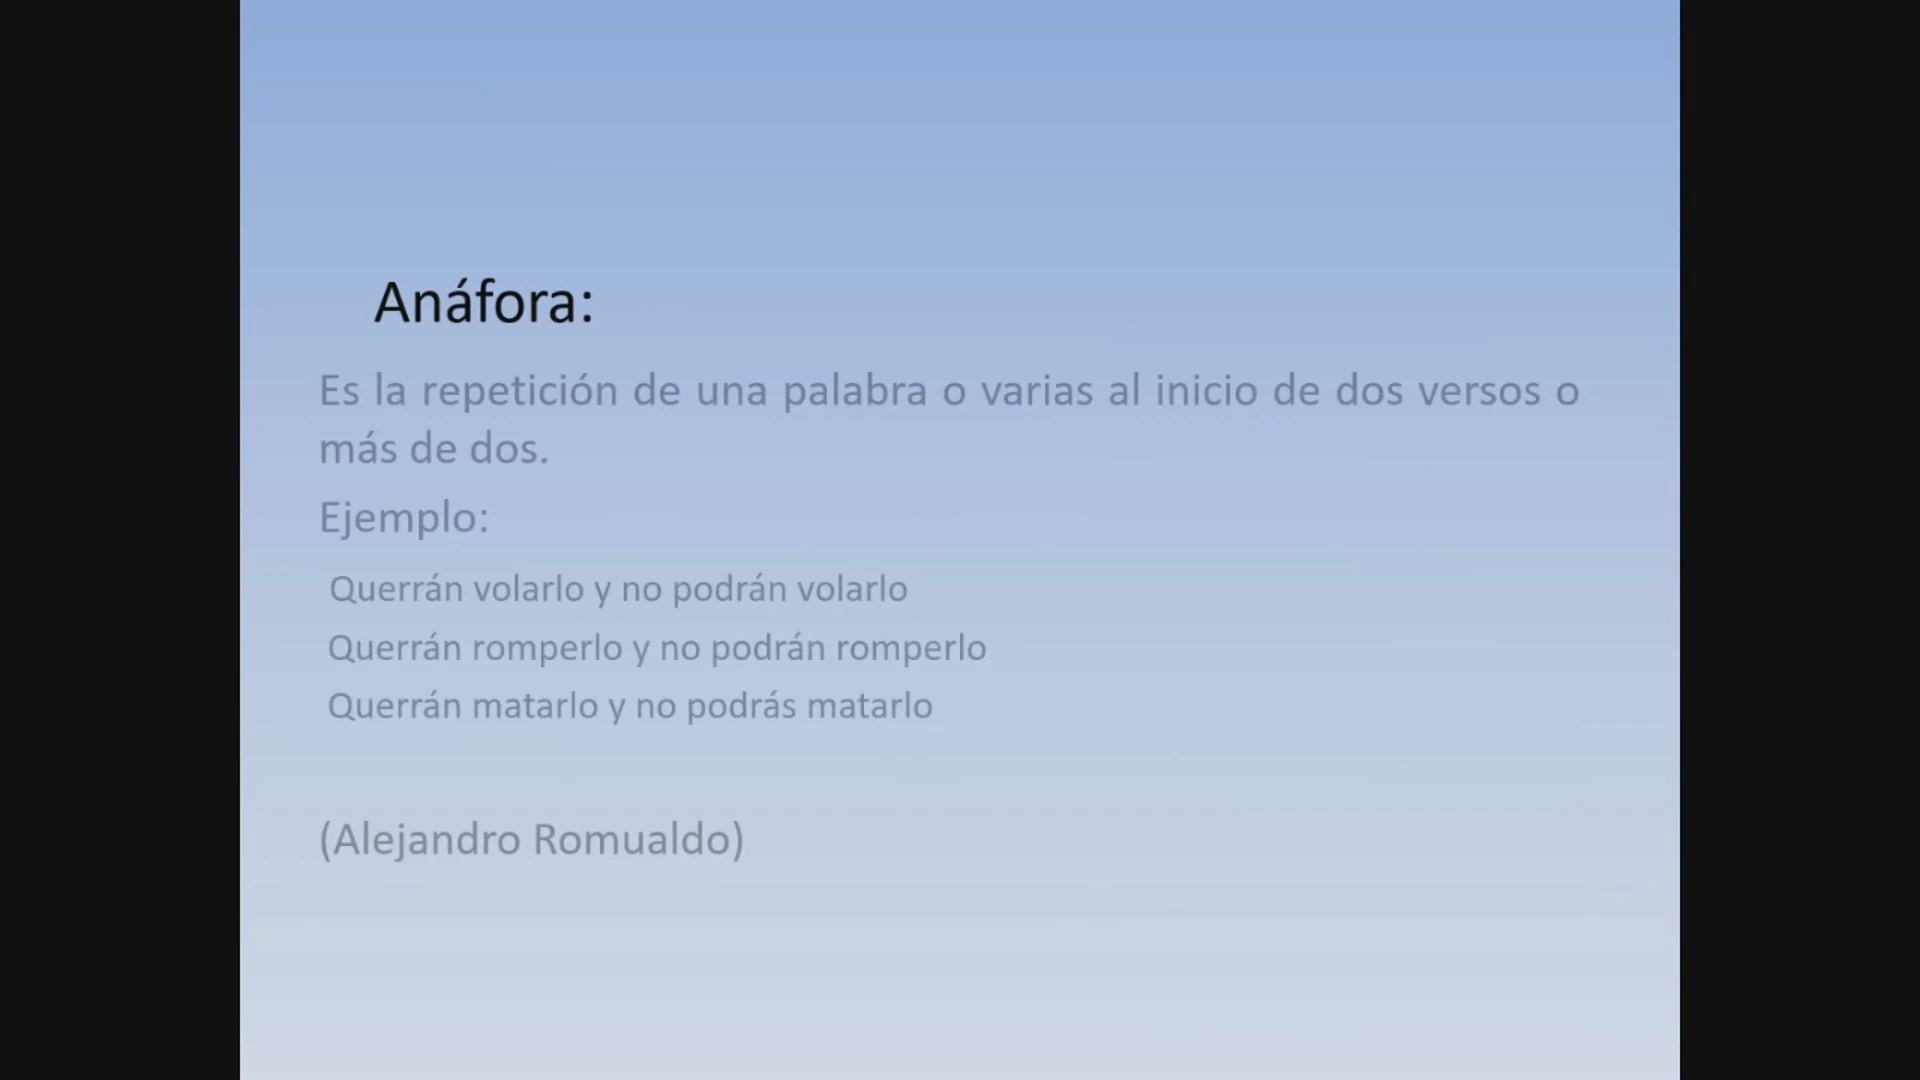 Anáfora:
Es la repetición de una palabra o varias al inicio de dos versos o
más de dos.
Ejemplo:
Querrán volarlo y no podrán volarlo
Querrán romperlo y no podrán romperlo
Querrán matarlo y no podrás matarlo
(Alejandro Romualdo)